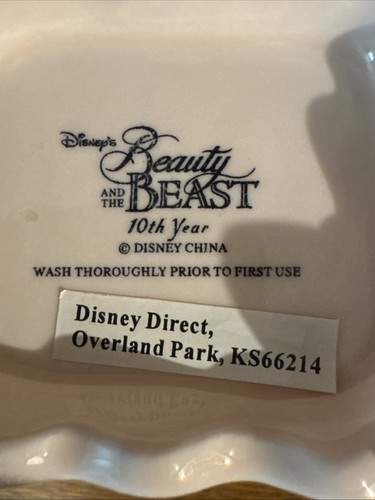 Disney's
Beauty
AND THE BEAST
10th Year
© DISNEY CHINA
WASH THOROUGHLY PRIOR TO FIRST USE
Disney Direct,
Overland Park, KS66214